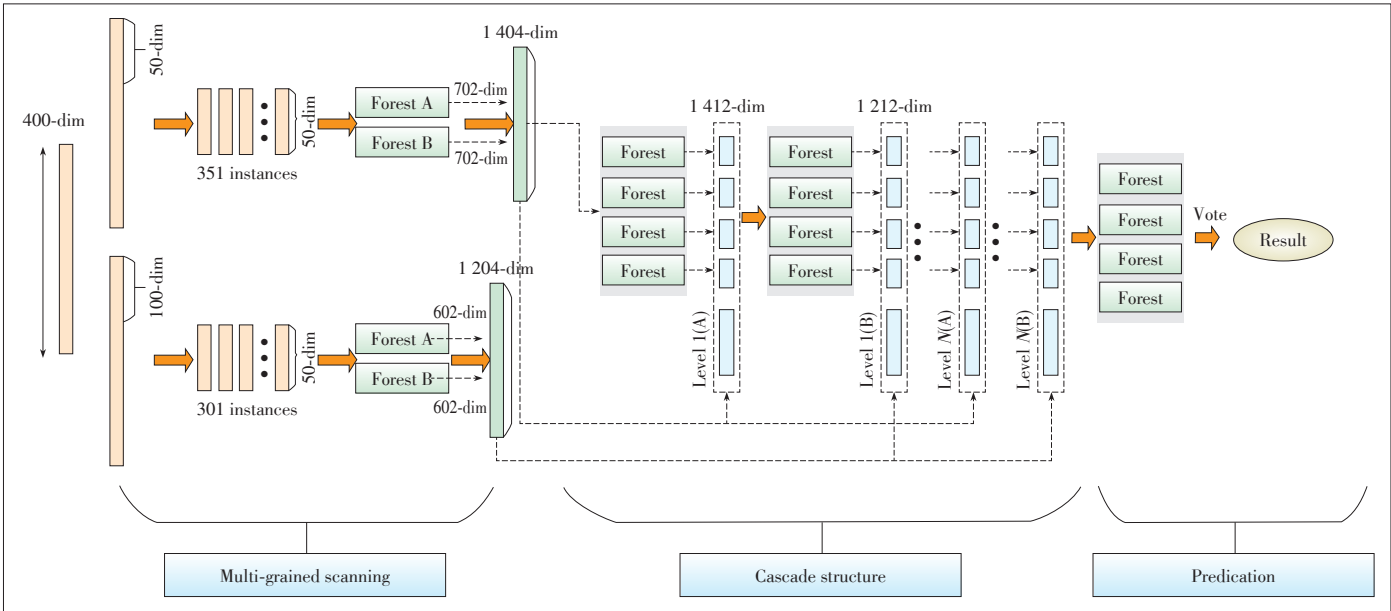 400-dim
50-dim
351 instances
50-dim
Forest A
Forest B
702-dim
702-dim
1 404-dim
100-dim
301 instances
50-dim
Forest A
Forest B
602-dim
602-dim
1 204-dim
Forest
Forest
Forest
Forest
1 412-dim
Level 1(A)
Forest
Forest
Forest
Forest
1 212-dim
Level 1(B)
Level N(A)
Level N(B)
Forest
Forest
Forest
Forest
Vote
Result
Multi-grained scanning
Cascade structure
Predication